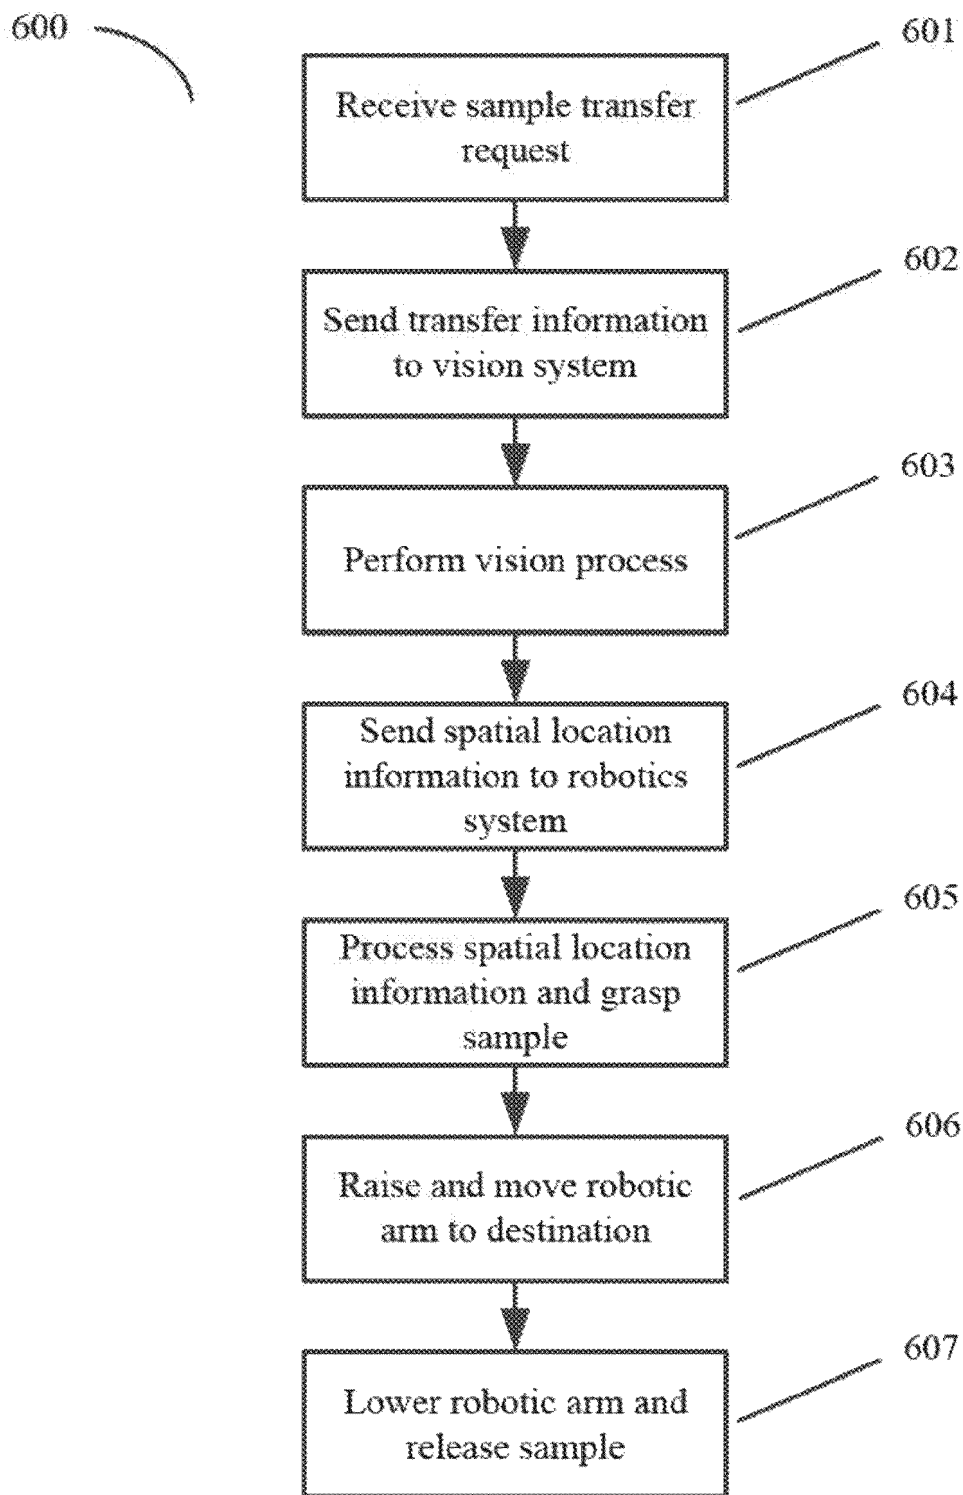 600
601
Receive sample transfer
request
602
Send transfer information
to vision system
603
Perform vision process
604
Send spatial location
information to robotics
system
605
Process spatial location
information and grasp
sample
606
Raise and move robotic
arm to destination
607
Lower robotic arm and
release sample